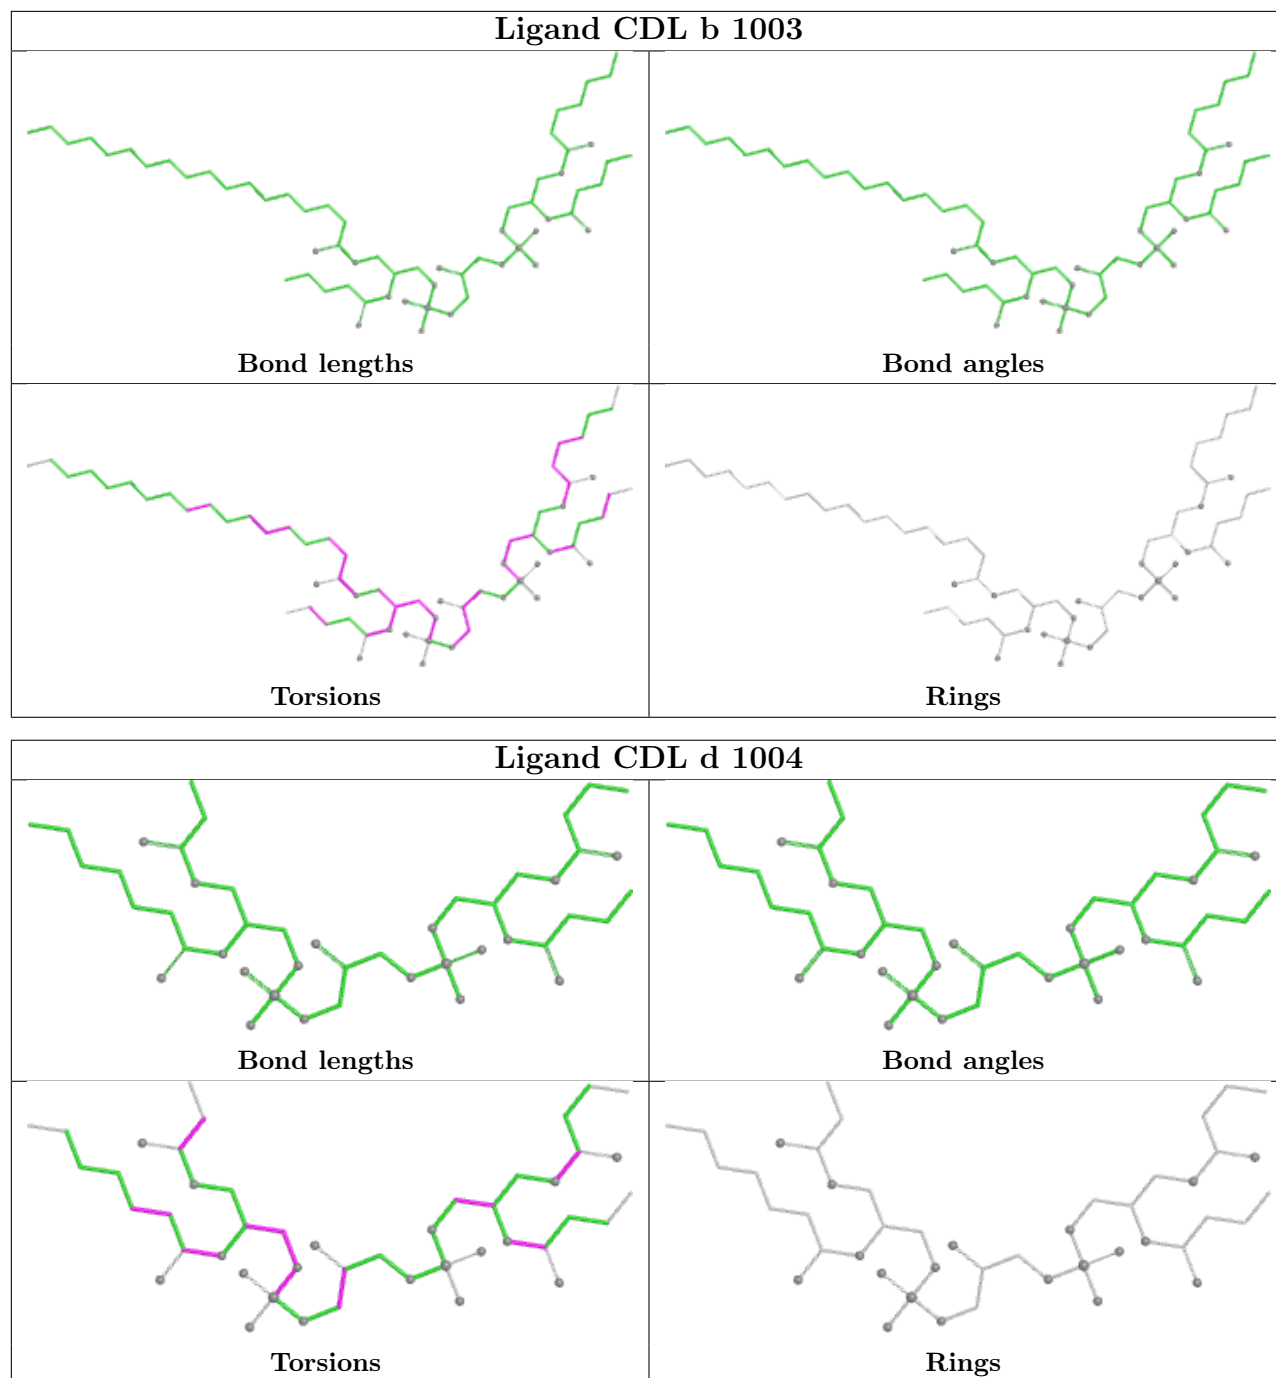 Ligand CDL b 1003
Bond lengths
Bond angles
Torsions
Rings
Ligand CDL d 1004
Bond lengths
Bond angles
Torsions
Rings